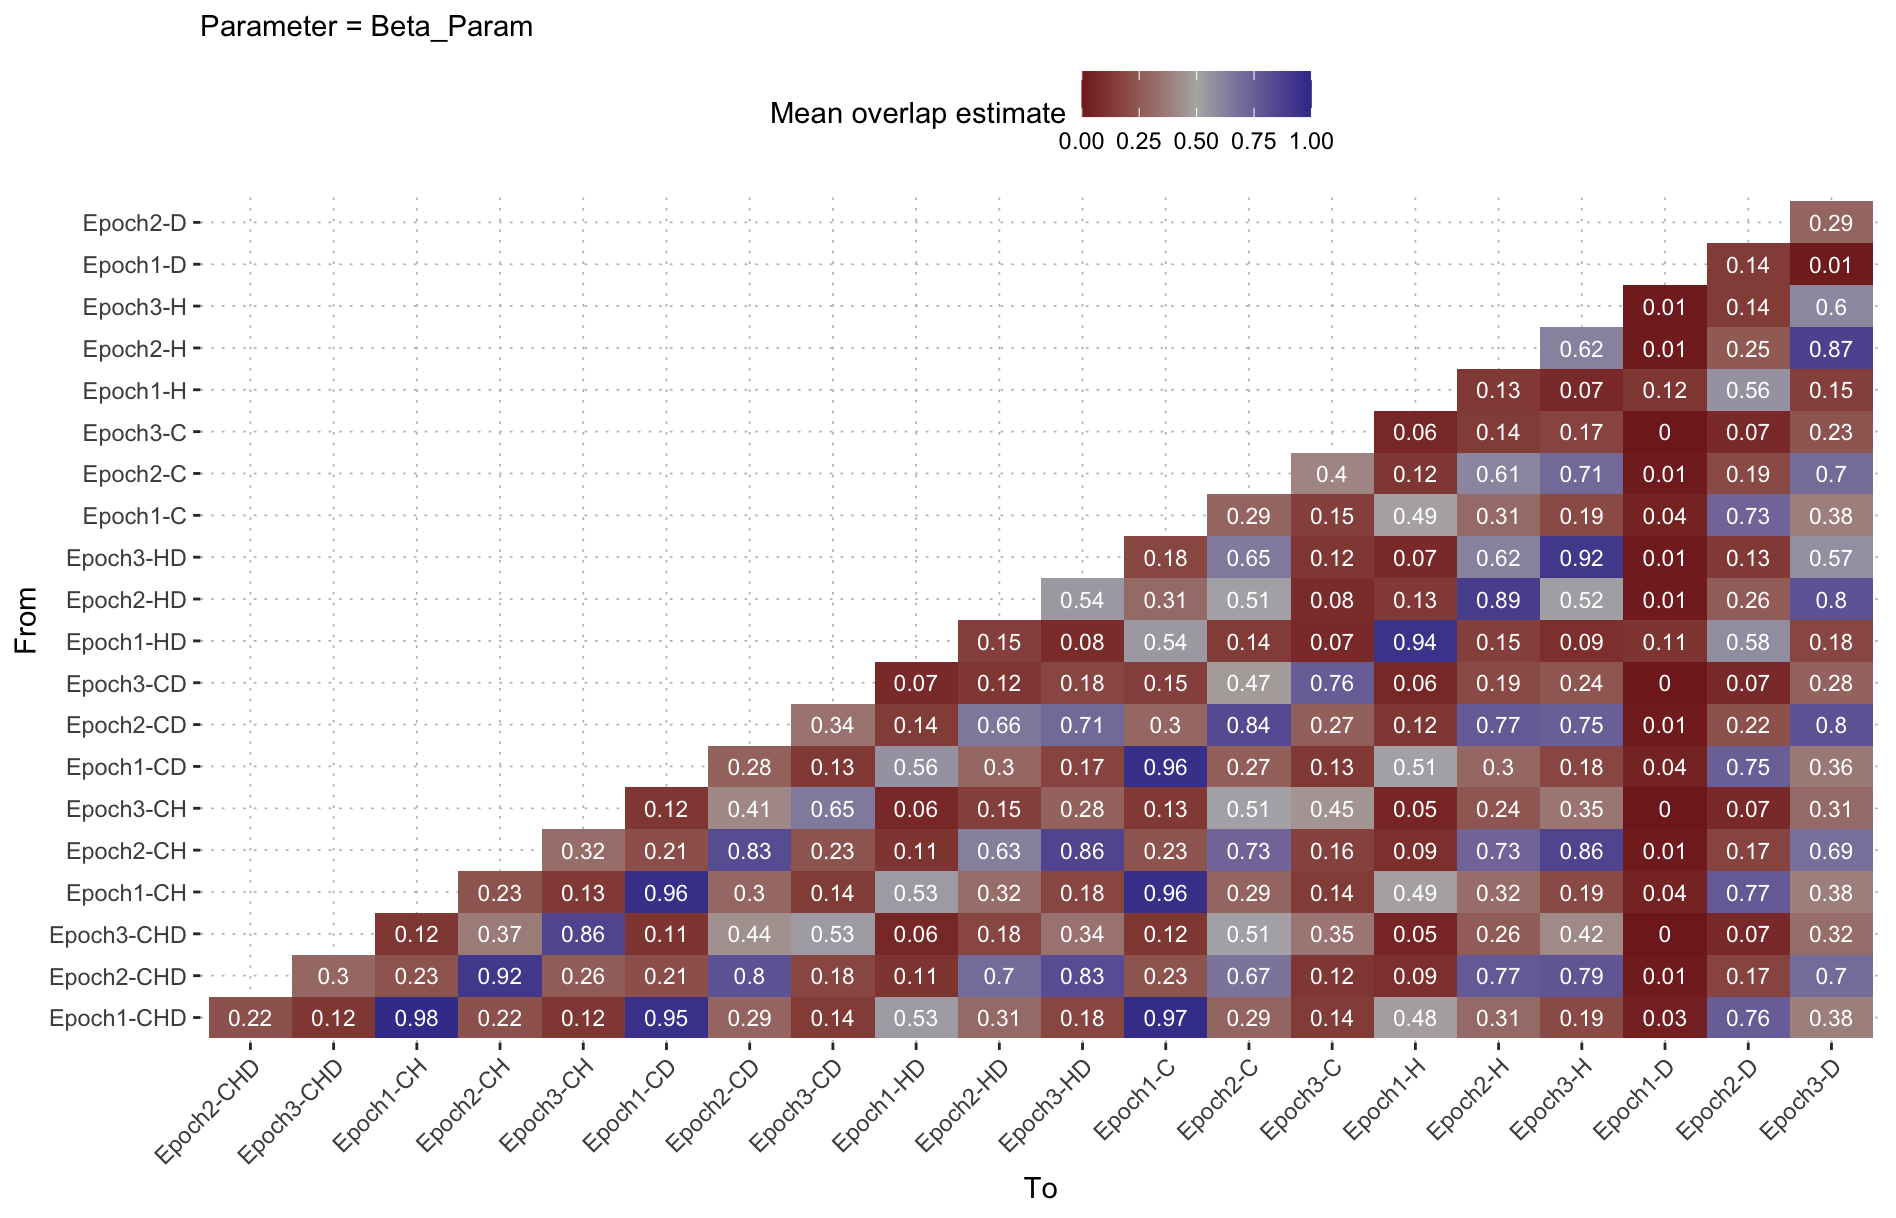 Parameter = Beta_Param
Mean overlap estimate
0.00 0.25 0.50 0.75 1.00
From
Epoch2-D 0.29
Epoch1-D 0.14 0.01
Epoch3-H 0.01 0.14 0.6
Epoch2-H 0.62 0.01 0.25 0.87
Epoch1-H 0.13 0.07 0.12 0.56 0.15
Epoch3-C 0.06 0.14 0.17 0 0.07 0.23
Epoch2-C 0.4 0.12 0.61 0.71 0.01 0.19 0.7
Epoch1-C 0.29 0.15 0.49 0.31 0.19 0.04 0.73 0.38
Epoch3-HD 0.18 0.65 0.12 0.07 0.62 0.92 0.01 0.13 0.57
Epoch2-HD 0.54 0.31 0.51 0.08 0.13 0.89 0.52 0.01 0.26 0.8
Epoch1-HD 0.15 0.08 0.54 0.14 0.07 0.94 0.15 0.09 0.11 0.58 0.18
Epoch3-CD 0.07 0.12 0.18 0.15 0.47 0.76 0.06 0.19 0.24 0 0.07 0.28
Epoch2-CD 0.34 0.14 0.66 0.71 0.3 0.84 0.27 0.12 0.77 0.75 0.01 0.22 0.8
Epoch1-CD 0.28 0.13 0.56 0.3 0.17 0.96 0.27 0.13 0.51 0.3 0.18 0.04 0.75 0.36
Epoch3-CH 0.12 0.41 0.65 0.06 0.15 0.28 0.13 0.51 0.45 0.05 0.24 0.35 0 0.07 0.31
Epoch2-CH 0.32 0.21 0.83 0.23 0.11 0.63 0.86 0.23 0.73 0.16 0.09 0.73 0.86 0.01 0.17 0.69
Epoch1-CH 0.23 0.13 0.96 0.3 0.14 0.53 0.32 0.18 0.96 0.29 0.14 0.49 0.32 0.19 0.04 0.77 0.38
Epoch3-CHD 0.12 0.37 0.86 0.11 0.44 0.53 0.06 0.18 0.34 0.12 0.51 0.35 0.05 0.26 0.42 0 0.07 0.32
Epoch2-CHD 0.3 0.23 0.92 0.26 0.21 0.8 0.18 0.11 0.7 0.83 0.23 0.67 0.12 0.09 0.77 0.79 0.01 0.17 0.7
Epoch1-CHD 0.22 0.12 0.98 0.22 0.12 0.95 0.29 0.14 0.53 0.31 0.18 0.97 0.29 0.14 0.48 0.31 0.19 0.03 0.76 0.38
Epoch2-CHD Epoch3-CHD Epoch1-CH Epoch2-CH Epoch3-CH Epoch1-CD Epoch2-CD Epoch3-CD Epoch1-HD Epoch2-HD Epoch3-HD Epoch1-C Epoch2-C Epoch3-C Epoch1-H Epoch2-H Epoch3-H Epoch1-D Epoch2-D Epoch3-D
To